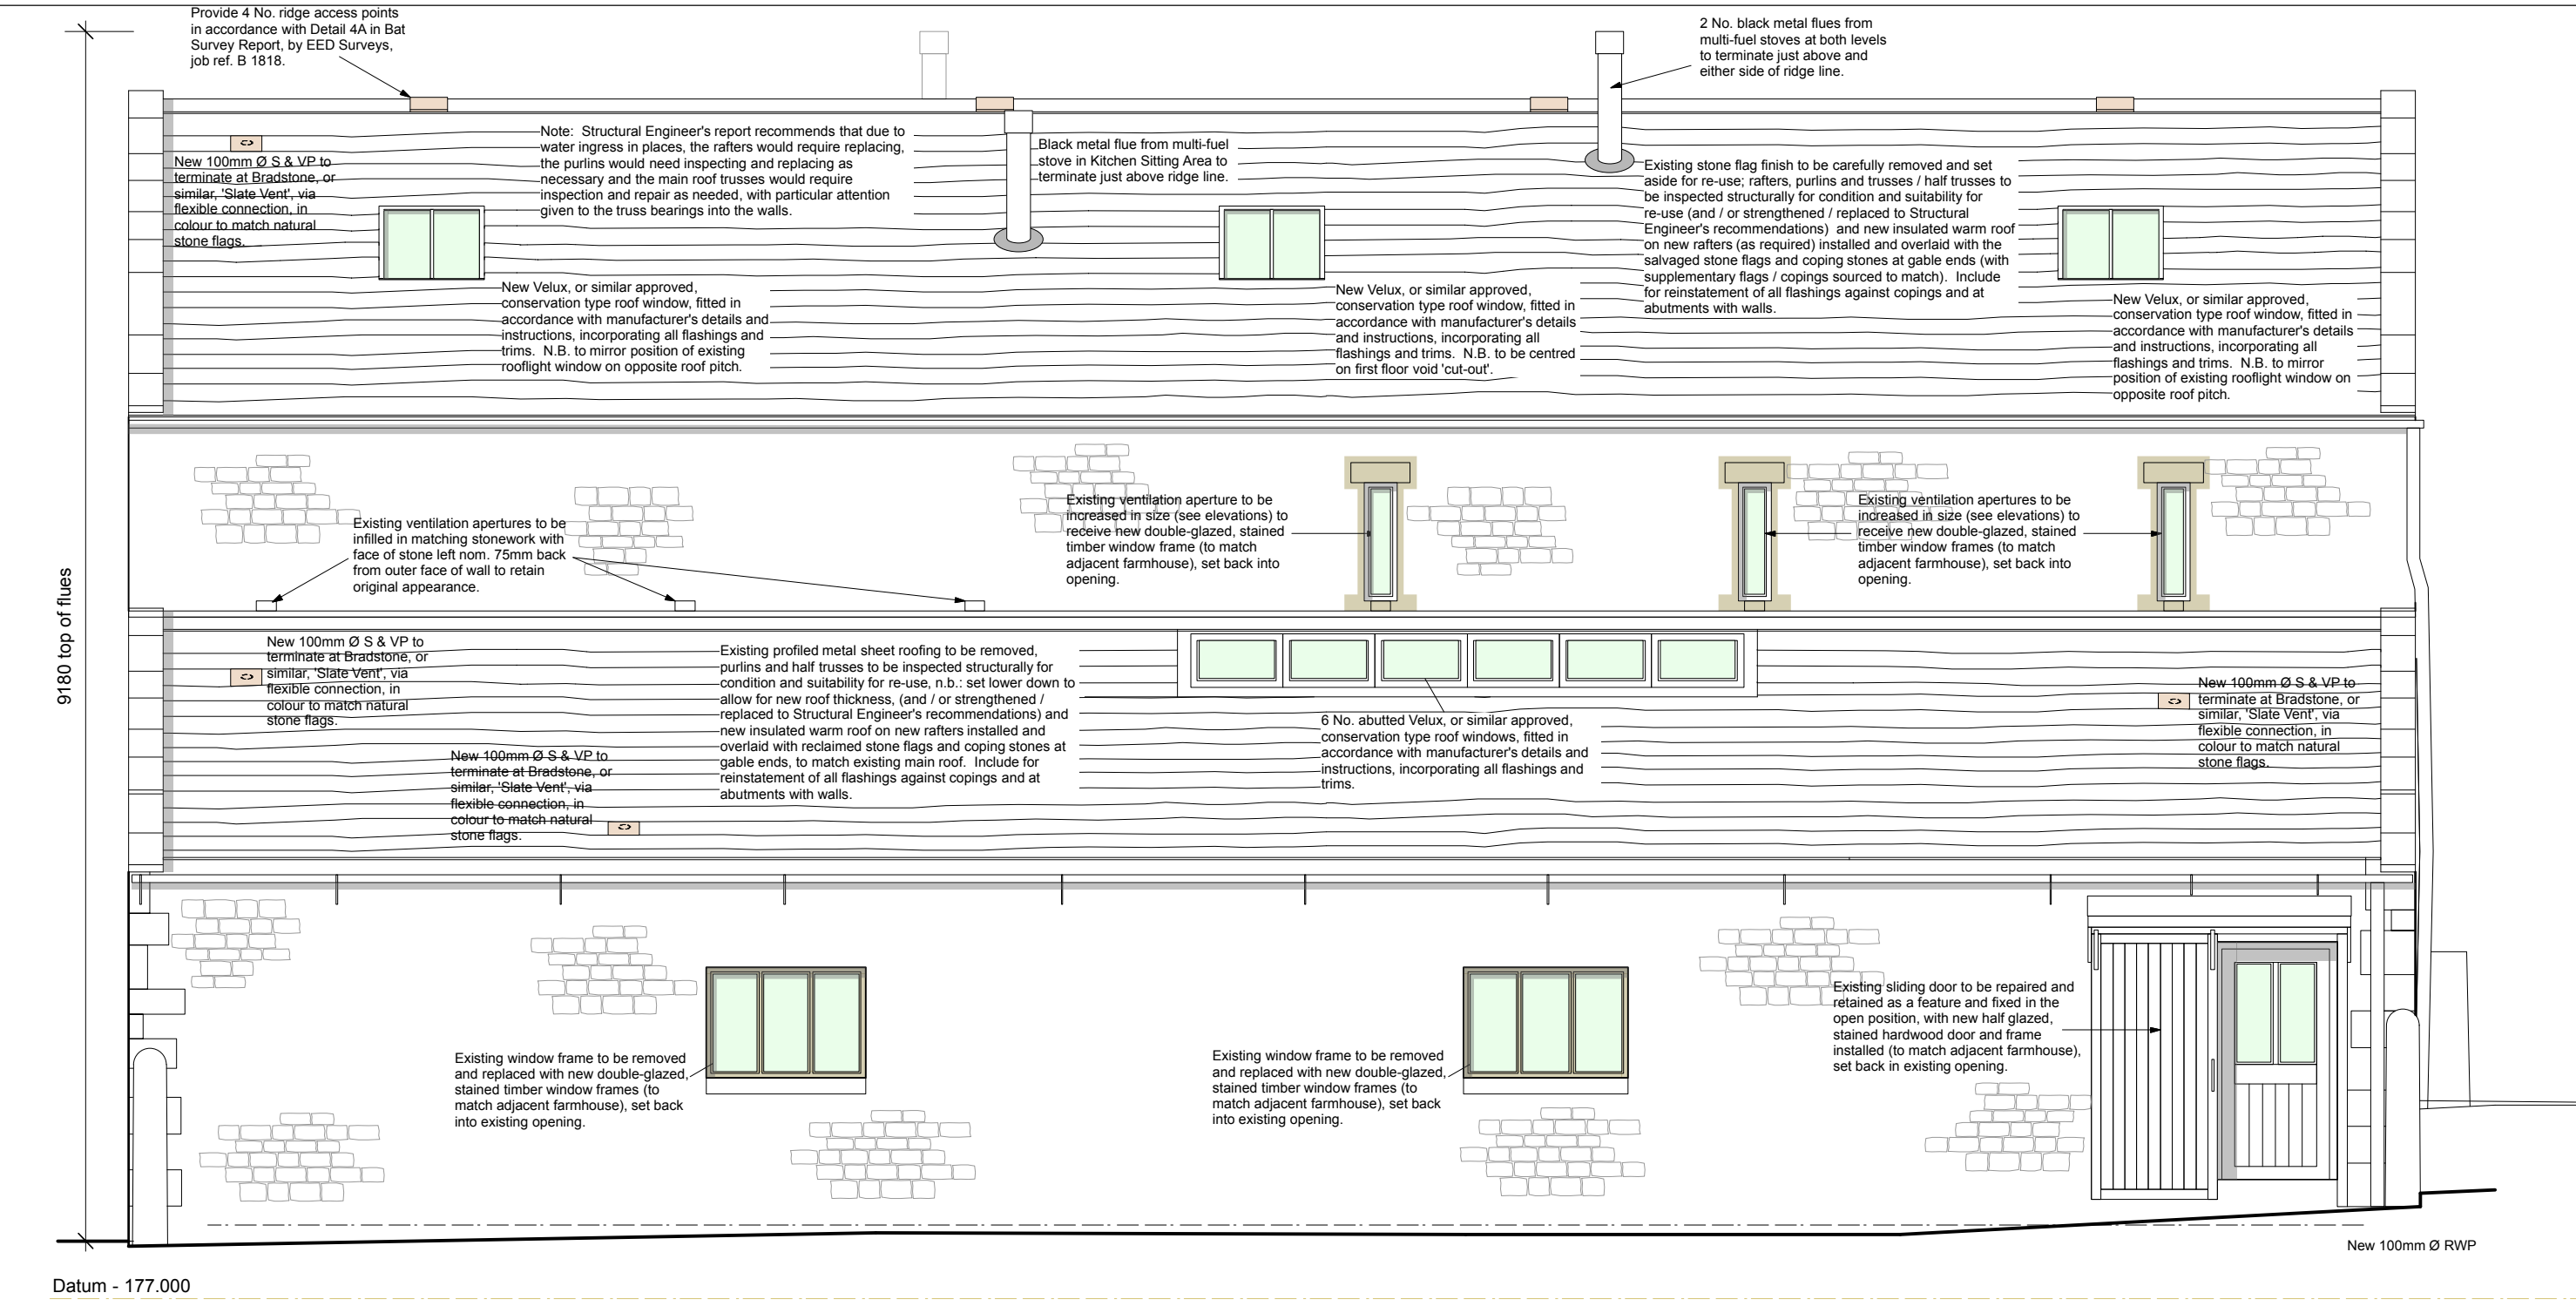 Provide 4 No. ridge access points
in accordance with Detail 4A in Bat
Survey Report, by EED Surveys,
job ref. B 1818.
2 No. black metal flues from
multi-fuel stoves at both levels
to terminate just above and
either side of ridge line.
New 100mm Ø S & VP to
terminate at Bradstone, or
similar, 'Slate Vent', via
flexible connection, in
colour to match natural
stone flags.
Note:  Structural Engineer's report recommends that due to
water ingress in places, the rafters would require replacing,
the purlins would need inspecting and replacing as
necessary and the main roof trusses would require
inspection and repair as needed, with particular attention
given to the truss bearings into the walls.
Black metal flue from multi-fuel
stove in Kitchen Sitting Area to
terminate just above ridge line.
Existing stone flag finish to be carefully removed and set
aside for re-use; rafters, purlins and trusses / half trusses to
be inspected structurally for condition and suitability for
re-use (and / or strengthened / replaced to Structural
Engineer's recommendations)  and new insulated warm roof
on new rafters (as required) installed and overlaid with the
salvaged stone flags and coping stones at gable ends (with
supplementary flags / copings sourced to match).  Include
for reinstatement of all flashings against copings and at
abutments with walls.
New Velux, or similar approved,
conservation type roof window, fitted in
accordance with manufacturer's details and
instructions, incorporating all flashings and
trims.  N.B. to mirror position of existing
rooflight window on opposite roof pitch.
New Velux, or similar approved,
conservation type roof window, fitted in
accordance with manufacturer's details
and instructions, incorporating all
flashings and trims.  N.B. to be centred
on first floor void 'cut-out'.
New Velux, or similar approved,
conservation type roof window, fitted in
accordance with manufacturer's details
and instructions, incorporating all
flashings and trims.  N.B. to mirror
position of existing rooflight window on
opposite roof pitch.
Existing ventilation apertures to be
infilled in matching stonework with
face of stone left nom. 75mm back
from outer face of wall to retain
original appearance.
Existing ventilation aperture to be
increased in size (see elevations) to
receive new double-glazed, stained
timber window frame (to match
adjacent farmhouse), set back into
opening.
Existing ventilation apertures to be
increased in size (see elevations) to
receive new double-glazed, stained
timber window frames (to match
adjacent farmhouse), set back into
opening.
9180 top of flues
New 100mm Ø S & VP to
terminate at Bradstone, or
similar, 'Slate Vent', via
flexible connection, in
colour to match natural
stone flags.
Existing profiled metal sheet roofing to be removed,
purlins and half trusses to be inspected structurally for
condition and suitability for re-use, n.b.: set lower down to
allow for new roof thickness, (and / or strengthened /
replaced to Structural Engineer's recommendations) and
new insulated warm roof on new rafters installed and
overlaid with reclaimed stone flags and coping stones at
gable ends, to match existing main roof.  Include for
reinstatement of all flashings against copings and at
abutments with walls.
6 No. abutted Velux, or similar approved,
conservation type roof windows, fitted in
accordance with manufacturer's details and
instructions, incorporating all flashings and
trims.
New 100mm Ø S & VP to
terminate at Bradstone, or
similar, 'Slate Vent', via
flexible connection, in
colour to match natural
stone flags.
New 100mm Ø S & VP to
terminate at Bradstone, or
similar, 'Slate Vent', via
flexible connection, in
colour to match natural
stone flags.
Existing window frame to be removed
and replaced with new double-glazed,
stained timber window frames (to
match adjacent farmhouse), set back
into existing opening.
Existing window frame to be removed
and replaced with new double-glazed,
stained timber window frames (to
match adjacent farmhouse), set back
into existing opening.
Existing sliding door to be repaired and
retained as a feature and fixed in the
open position, with new half glazed,
stained hardwood door and frame
installed (to match adjacent farmhouse),
set back in existing opening.
New 100mm Ø RWP
Datum - 177.000